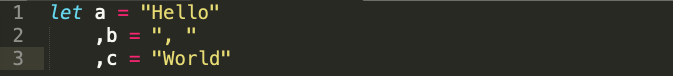 1 let a = "Hello"
2     ,b = ", "
3     ,c = "World"